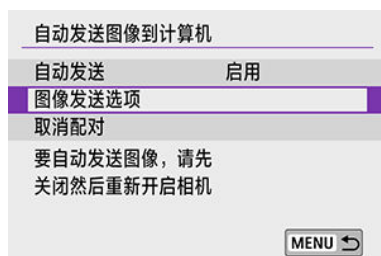 自动发送图像到计算机
自动发送 启用
图像发送选项
取消配对
要自动发送图像，请先
关闭然后重新开启相机
MENU